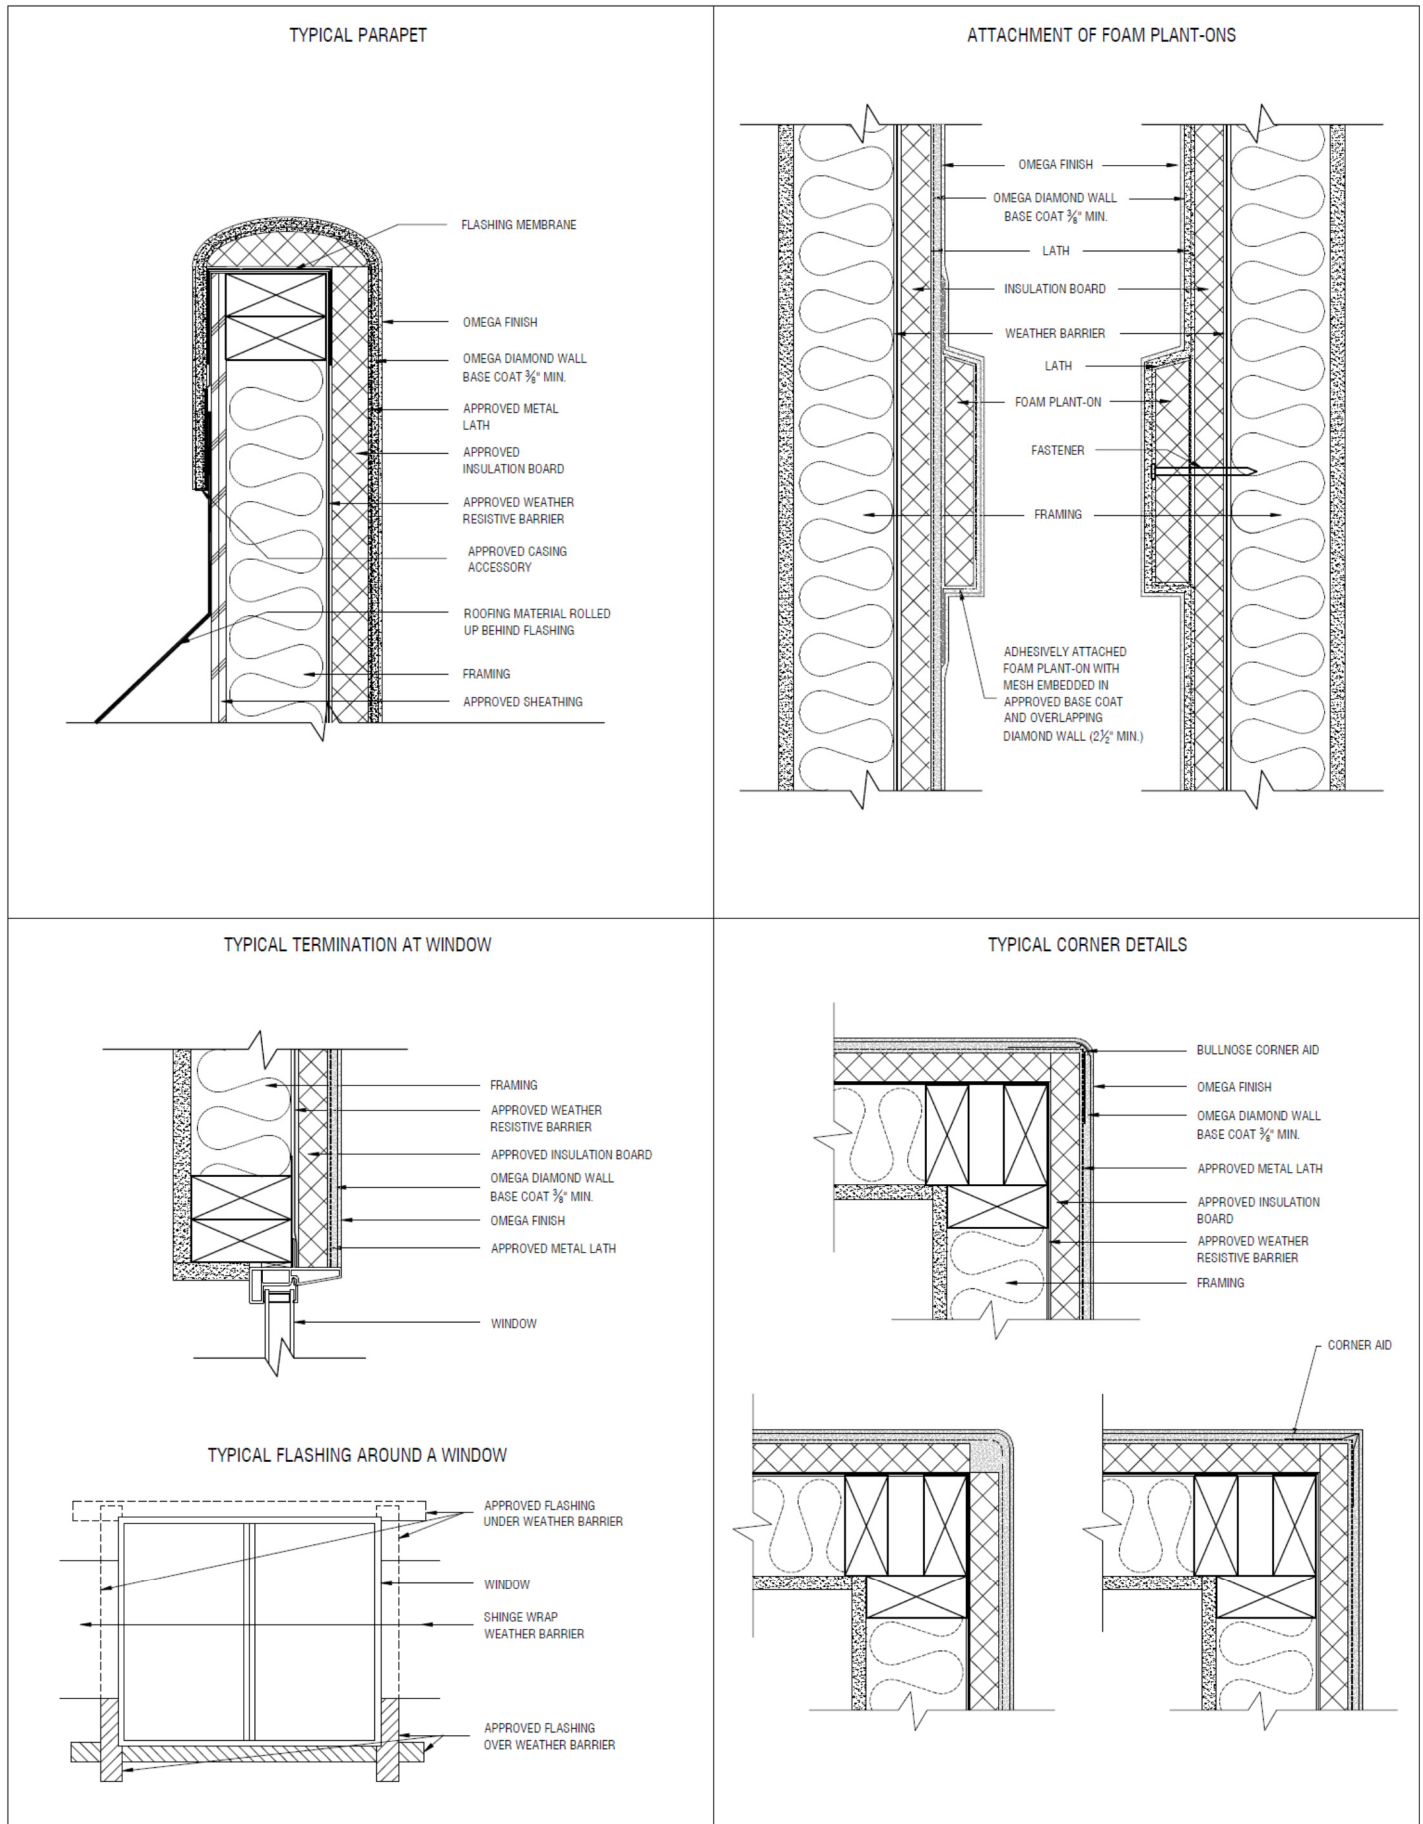 TYPICAL PARAPET
FLASHING MEMBRANE
OMEGA FINISH
OMEGA DIAMOND WALL
BASE COAT ⅜" MIN.
APPROVED METAL
LATH
APPROVED
INSULATION BOARD
APPROVED WEATHER
RESISTIVE BARRIER
APPROVED CASING
ACCESSORY
ROOFING MATERIAL ROLLED
UP BEHIND FLASHING
FRAMING
APPROVED SHEATHING
ATTACHMENT OF FOAM PLANT-ONS
OMEGA FINISH
OMEGA DIAMOND WALL
BASE COAT ⅜" MIN.
LATH
INSULATION BOARD
WEATHER BARRIER
LATH
FOAM PLANT-ON
FASTENER
FRAMING
ADHESIVELY ATTACHED
FOAM PLANT-ON WITH
MESH EMBEDDED IN
APPROVED BASE COAT
AND OVERLAPPING
DIAMOND WALL (2½" MIN.)
TYPICAL TERMINATION AT WINDOW
FRAMING
APPROVED WEATHER
RESISTIVE BARRIER
APPROVED INSULATION BOARD
OMEGA DIAMOND WALL
BASE COAT ⅜" MIN.
OMEGA FINISH
APPROVED METAL LATH
WINDOW
TYPICAL FLASHING AROUND A WINDOW
APPROVED FLASHING
UNDER WEATHER BARRIER
WINDOW
SHINGE WRAP
WEATHER BARRIER
APPROVED FLASHING
OVER WEATHER BARRIER
TYPICAL CORNER DETAILS
BULLNOSE CORNER AID
OMEGA FINISH
OMEGA DIAMOND WALL
BASE COAT ⅜" MIN.
APPROVED METAL LATH
APPROVED INSULATION
BOARD
APPROVED WEATHER
RESISTIVE BARRIER
FRAMING
CORNER AID